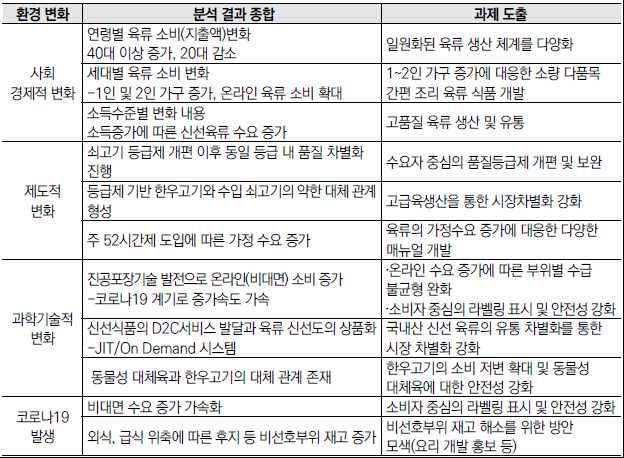 환경 변화 분석 결과 종합 과제 도출
사회
경제적 변화
연령별 육류 소비(지출액)변화
40대 이상 증가, 20대 감소
일원화된 육류 생산 체계를 다양화
세대별 육류 소비 변화
-1인 및 2인 가구 증가, 온라인 육류 소비 확대
1~2인 가구 증가에 대응한 소량 다품목
간편 조리 육류 식품 개발
소득수준별 변화 내용
소득증가에 따른 신선육류 수요 증가
고품질 육류 생산 및 유통
제도적
변화
쇠고기 등급제 개편 이후 동일 등급 내 품질 차별화
진행
수요자 중심의 품질등급제 개편 및 보완
등급제 기반 한우고기와 수입 쇠고기의 약한 대체 관계
형성
고급육생산을 통한 시장차별화 강화
주 52시간제 도입에 따른 가정 수요 증가
육류의 가정수요 증가에 대응한 다양한
매뉴얼 개발
과학기술적
변화
진공포장기술 발전으로 온라인(비대면) 소비 증가
-코로나19 계기로 증가속도 가속
·온라인 수요 증가에 따른 부위별 수급
불균형 완화
·소비자 중심의 라벨링 표시 및 안전성 강화
신선식품의 D2C서비스 발달과 육류 신선도의 상품화
-JIT/On Demand 시스템
국내산 신선 육류의 유통 차별화를 통한
시장 차별화 강화
동물성 대체육과 한우고기의 대체 관계 존재
한우고기의 소비 저변 확대 및 동물성
대체육에 대한 안전성 강화
코로나19
발생
비대면 수요 증가 가속화
소비자 중심의 라벨링 표시 및 안전성 강화
외식, 급식 위축에 따른 후지 등 비선호부위 재고 증가
비선호부위 재고 해소를 위한 방안
모색(요리 개발 홍보 등)